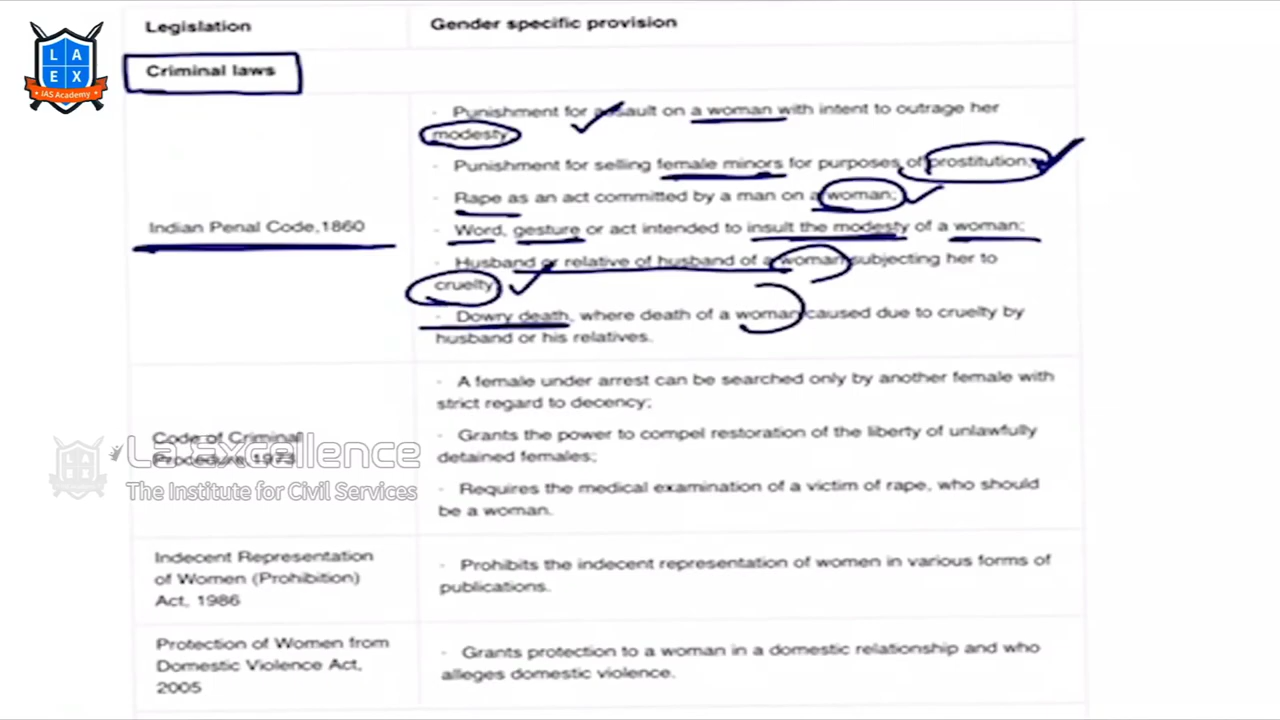 L A
E X
IAS Academy
Legislation
Gender specific provision
Criminal laws
Indian Penal Code,1860
· Punishment for assault on a woman with intent to outrage her
modesty
· Punishment for selling female minors for purposes of prostitution;
· Rape as an act committed by a man on a woman;
· Word, gesture or act intended to insult the modesty of a woman;
· Husband or relative of husband of a woman subjecting her to
cruelty
· Dowry death, where death of a woman caused due to cruelty by
husband or his relatives.
Code of Criminal
Procedure 1973
· A female under arrest can be searched only by another female with
strict regard to decency;
· Grants the power to compel restoration of the liberty of unlawfully
detained females;
· Requires the medical examination of a victim of rape, who should
be a woman.
La Excellence
The Institute for Civil Services
Indecent Representation
of Women (Prohibition)
Act, 1986
· Prohibits the indecent representation of women in various forms of
publications.
Protection of Women from
Domestic Violence Act,
2005
· Grants protection to a woman in a domestic relationship and who
alleges domestic violence.